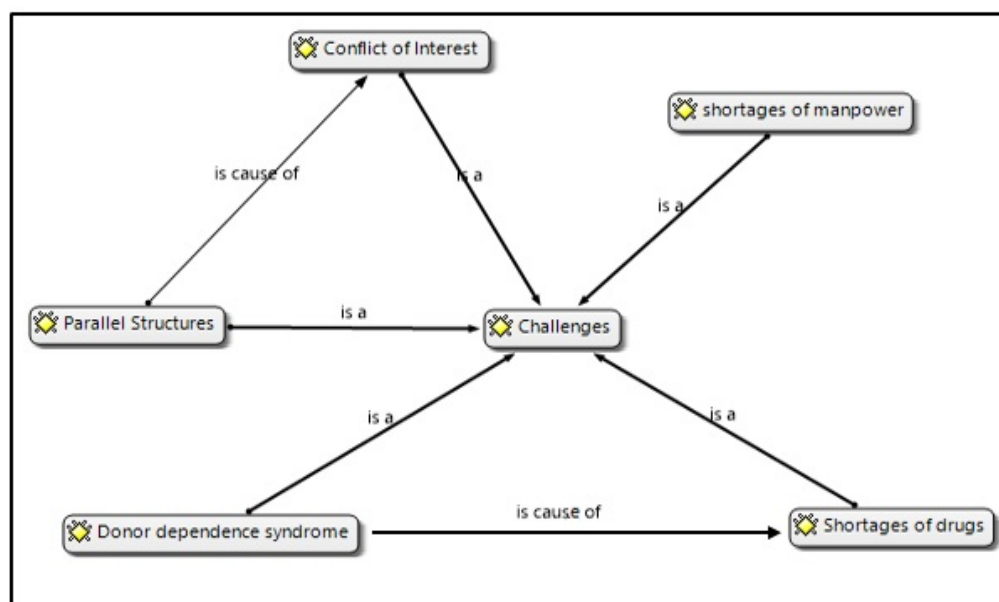 Conflict of Interest
shortages of manpower
is cause of
is a
is a
Parallel Structures
is a
Challenges
is a
is a
Donor dependence syndrome
is cause of
Shortages of drugs